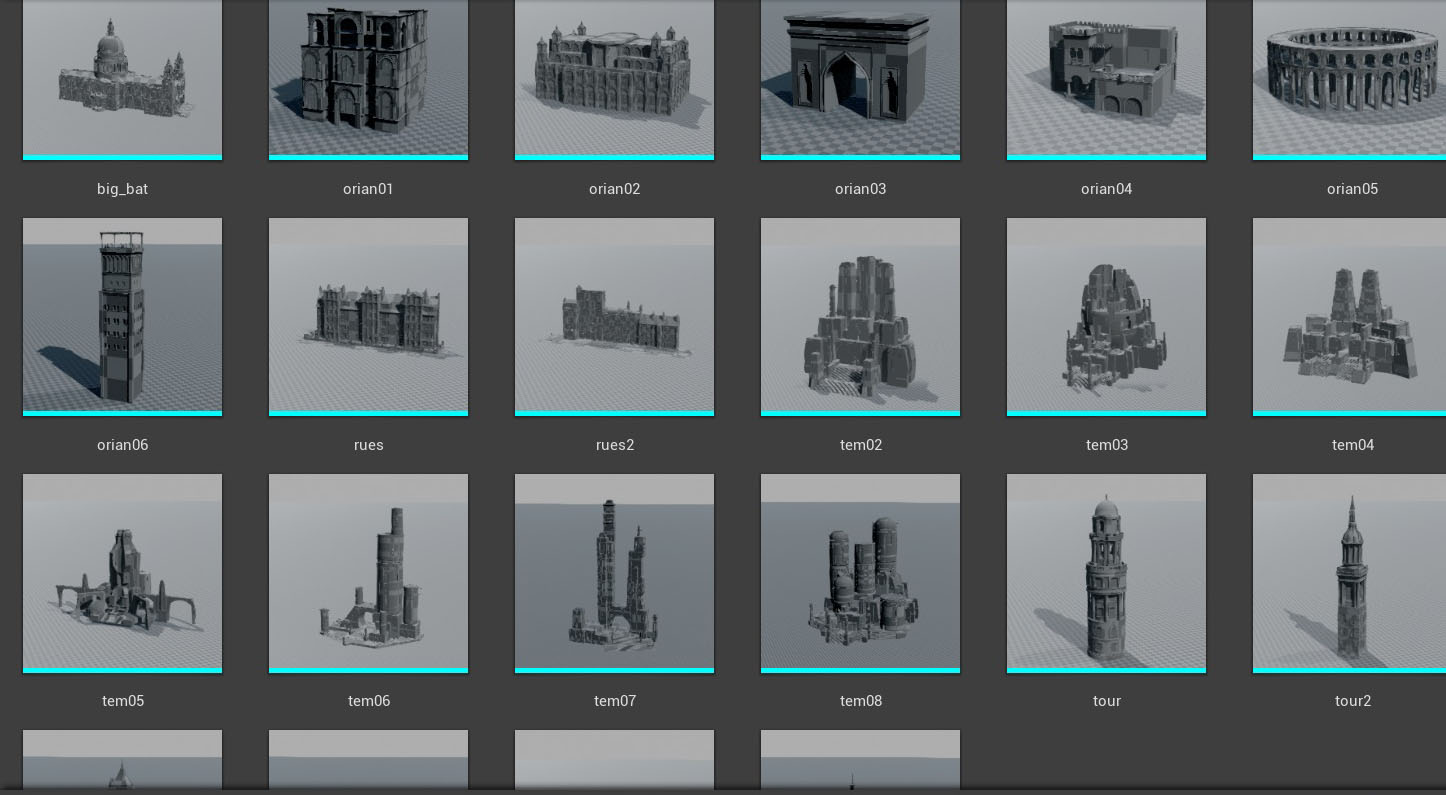 big_bat
orian01
orian02
orian03
orian04
orian05
orian06
rues
rues2
tem02
tem03
tem04
tem05
tem06
tem07
tem08
tour
tour2